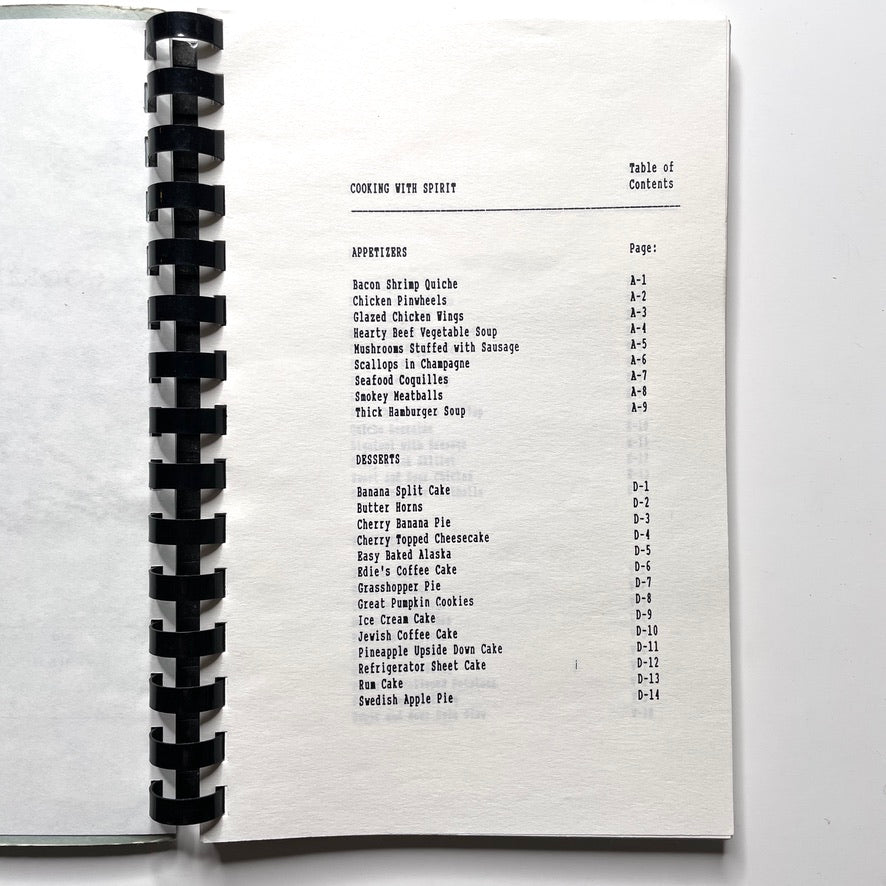 Table of
COOKING WITH SPIRIT Contents
APPETIZERS Page:
Bacon Shrimp Quiche A-1
Chicken Pinwheels A-2
Glazed Chicken Wings A-3
Hearty Beef Vegetable Soup A-4
Mushrooms Stuffed with Sausage A-5
Scallops in Champagne A-6
Seafood Coquilles A-7
Smokey Meatballs A-8
Thick Hamburger Soup A-9
DESSERTS
Banana Split Cake D-1
Butter Horns D-2
Cherry Banana Pie D-3
Cherry Topped Cheesecake D-4
Easy Baked Alaska D-5
Edie's Coffee Cake D-6
Grasshopper Pie D-7
Great Pumpkin Cookies D-8
Ice Cream Cake D-9
Jewish Coffee Cake D-10
Pineapple Upside Down Cake D-11
Refrigerator Sheet Cake D-12
Rum Cake D-13
Swedish Apple Pie D-14